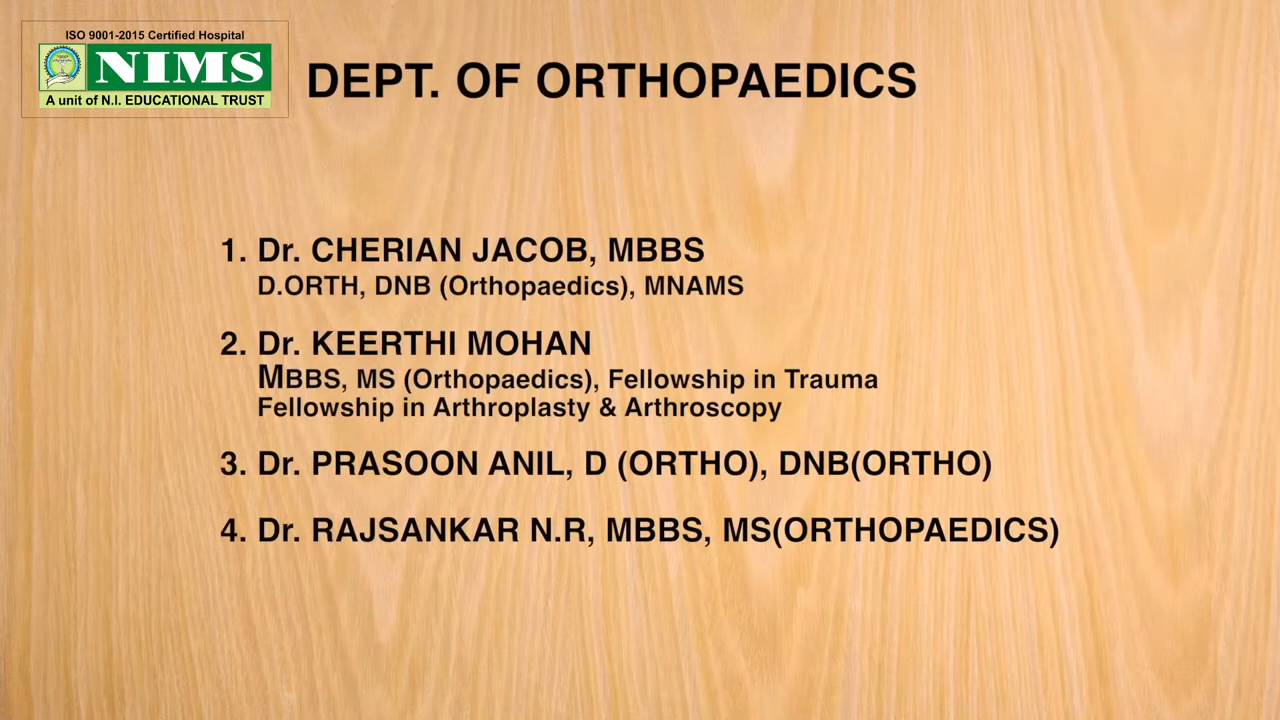 ISO 9001-2015 Certified Hospital
NIMS
A unit of N.I. EDUCATIONAL TRUST
DEPT. OF ORTHOPAEDICS
1. Dr. CHERIAN JACOB, MBBS
D.ORTH, DNB (Orthopaedics), MNAMS
2. Dr. KEERTHI MOHAN
MBBS, MS (Orthopaedics), Fellowship in Trauma
Fellowship in Arthroplasty & Arthroscopy
3. Dr. PRASOON ANIL, D (ORTHO), DNB(ORTHO)
4. Dr. RAJSANKAR N.R, MBBS, MS(ORTHOPAEDICS)